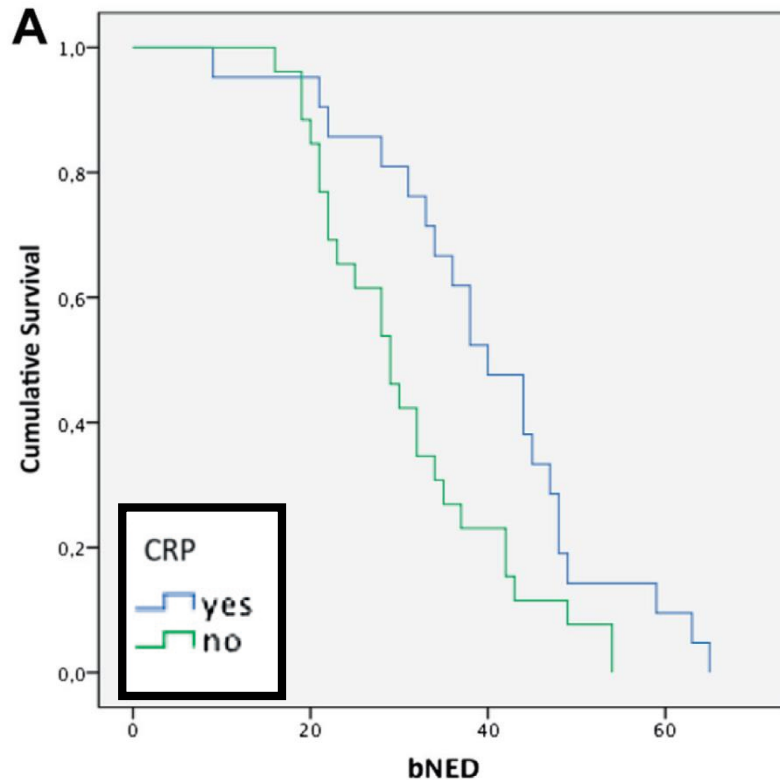 A
1,0
0,8
0,6
0,4
0,2
0,0
Cumulative Survival
CRP
yes
no
0 20 40 60
bNED